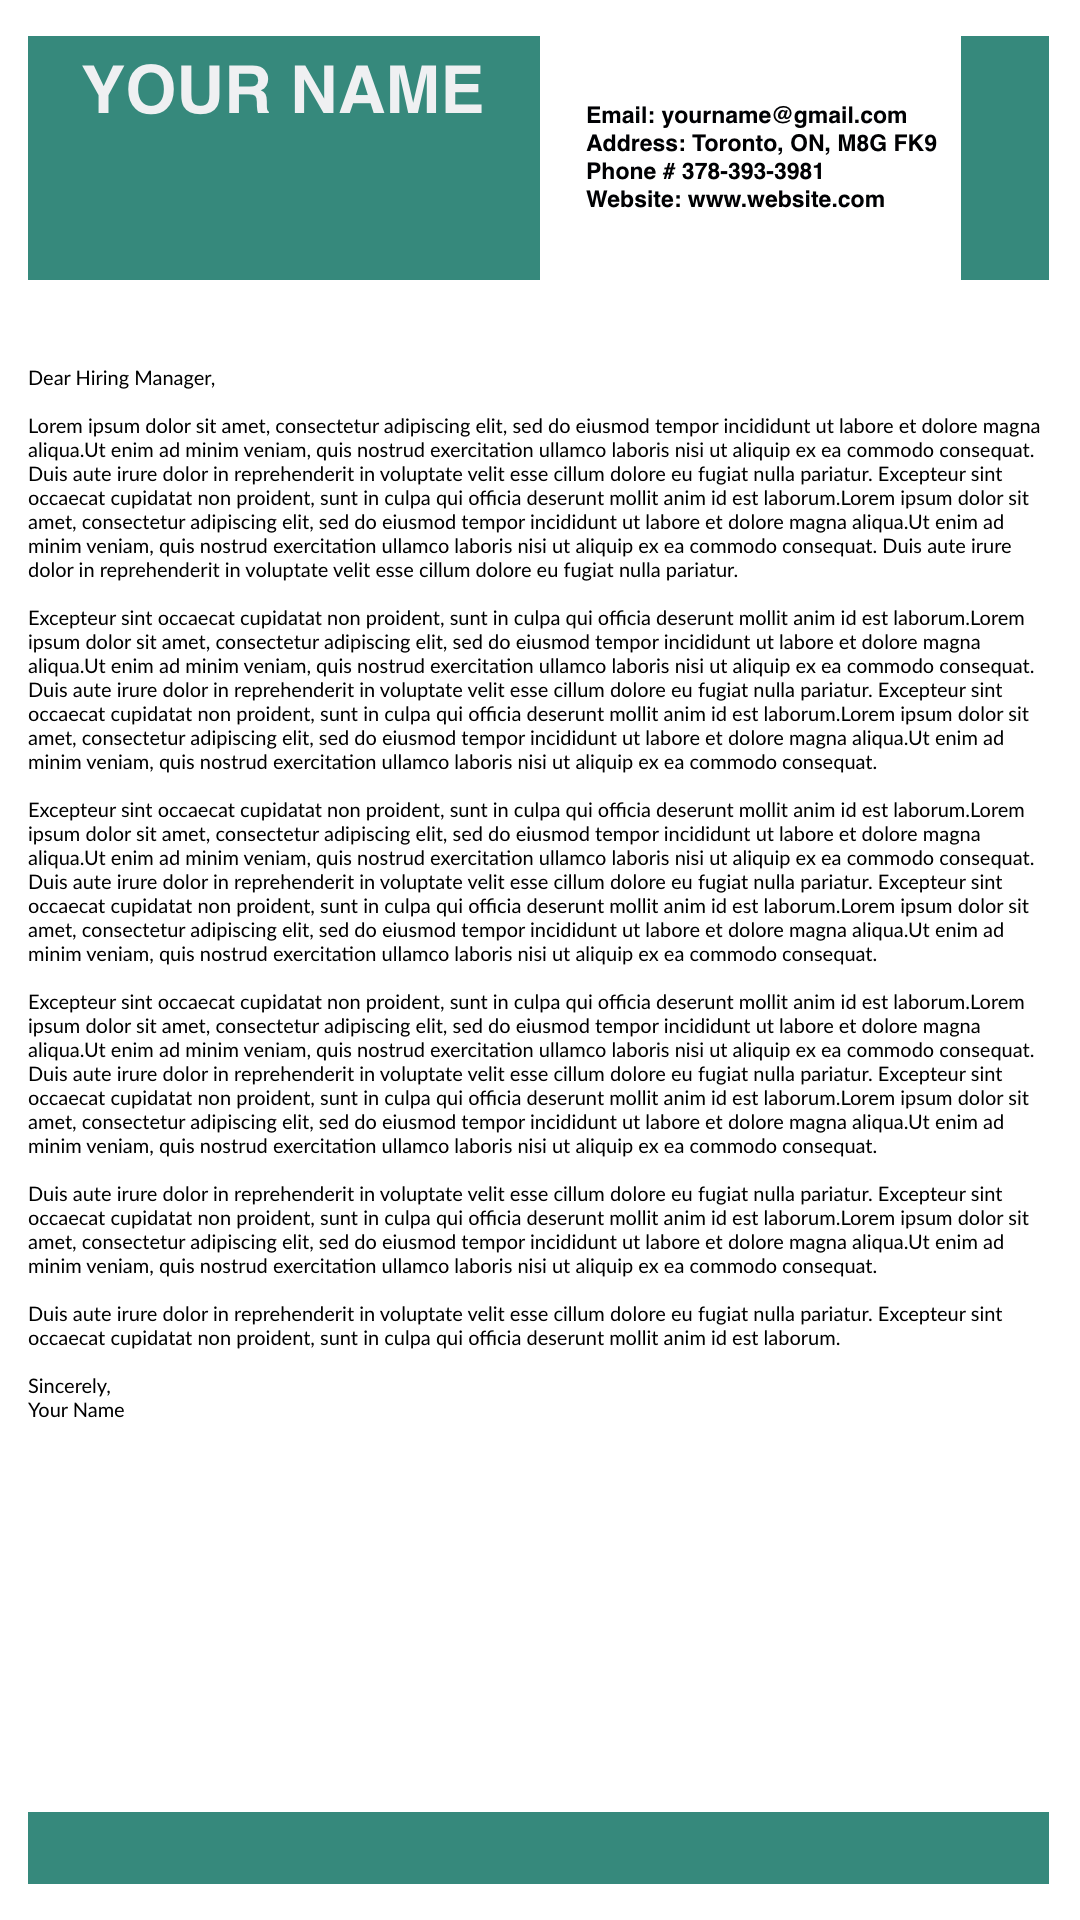 YOUR NAME
Email: yourname@gmail.com
Address: Toronto, ON, M8G FK9
Phone # 378-393-3981
Website: www.website.com
Dear Hiring Manager,
Lorem ipsum dolor sit amet, consectetur adipiscing elit, sed do eiusmod tempor incididunt ut labore et dolore magna
aliqua.Ut enim ad minim veniam, quis nostrud exercitation ullamco laboris nisi ut aliquip ex ea commodo consequat.
Duis aute irure dolor in reprehenderit in voluptate velit esse cillum dolore eu fugiat nulla pariatur. Excepteur sint
occaecat cupidatat non proident, sunt in culpa qui officia deserunt mollit anim id est laborum.Lorem ipsum dolor sit
amet, consectetur adipiscing elit, sed do eiusmod tempor incididunt ut labore et dolore magna aliqua.Ut enim ad
minim veniam, quis nostrud exercitation ullamco laboris nisi ut aliquip ex ea commodo consequat. Duis aute irure
dolor in reprehenderit in voluptate velit esse cillum dolore eu fugiat nulla pariatur.
Excepteur sint occaecat cupidatat non proident, sunt in culpa qui officia deserunt mollit anim id est laborum.Lorem
ipsum dolor sit amet, consectetur adipiscing elit, sed do eiusmod tempor incididunt ut labore et dolore magna
aliqua.Ut enim ad minim veniam, quis nostrud exercitation ullamco laboris nisi ut aliquip ex ea commodo consequat.
Duis aute irure dolor in reprehenderit in voluptate velit esse cillum dolore eu fugiat nulla pariatur. Excepteur sint
occaecat cupidatat non proident, sunt in culpa qui officia deserunt mollit anim id est laborum.Lorem ipsum dolor sit
amet, consectetur adipiscing elit, sed do eiusmod tempor incididunt ut labore et dolore magna aliqua.Ut enim ad
minim veniam, quis nostrud exercitation ullamco laboris nisi ut aliquip ex ea commodo consequat.
Excepteur sint occaecat cupidatat non proident, sunt in culpa qui officia deserunt mollit anim id est laborum.Lorem
ipsum dolor sit amet, consectetur adipiscing elit, sed do eiusmod tempor incididunt ut labore et dolore magna
aliqua.Ut enim ad minim veniam, quis nostrud exercitation ullamco laboris nisi ut aliquip ex ea commodo consequat.
Duis aute irure dolor in reprehenderit in voluptate velit esse cillum dolore eu fugiat nulla pariatur. Excepteur sint
occaecat cupidatat non proident, sunt in culpa qui officia deserunt mollit anim id est laborum.Lorem ipsum dolor sit
amet, consectetur adipiscing elit, sed do eiusmod tempor incididunt ut labore et dolore magna aliqua.Ut enim ad
minim veniam, quis nostrud exercitation ullamco laboris nisi ut aliquip ex ea commodo consequat.
Excepteur sint occaecat cupidatat non proident, sunt in culpa qui officia deserunt mollit anim id est laborum.Lorem
ipsum dolor sit amet, consectetur adipiscing elit, sed do eiusmod tempor incididunt ut labore et dolore magna
aliqua.Ut enim ad minim veniam, quis nostrud exercitation ullamco laboris nisi ut aliquip ex ea commodo consequat.
Duis aute irure dolor in reprehenderit in voluptate velit esse cillum dolore eu fugiat nulla pariatur. Excepteur sint
occaecat cupidatat non proident, sunt in culpa qui officia deserunt mollit anim id est laborum.Lorem ipsum dolor sit
amet, consectetur adipiscing elit, sed do eiusmod tempor incididunt ut labore et dolore magna aliqua.Ut enim ad
minim veniam, quis nostrud exercitation ullamco laboris nisi ut aliquip ex ea commodo consequat.
Duis aute irure dolor in reprehenderit in voluptate velit esse cillum dolore eu fugiat nulla pariatur. Excepteur sint
occaecat cupidatat non proident, sunt in culpa qui officia deserunt mollit anim id est laborum.Lorem ipsum dolor sit
amet, consectetur adipiscing elit, sed do eiusmod tempor incididunt ut labore et dolore magna aliqua.Ut enim ad
minim veniam, quis nostrud exercitation ullamco laboris nisi ut aliquip ex ea commodo consequat.
Duis aute irure dolor in reprehenderit in voluptate velit esse cillum dolore eu fugiat nulla pariatur. Excepteur sint
occaecat cupidatat non proident, sunt in culpa qui officia deserunt mollit anim id est laborum.
Sincerely,
Your Name